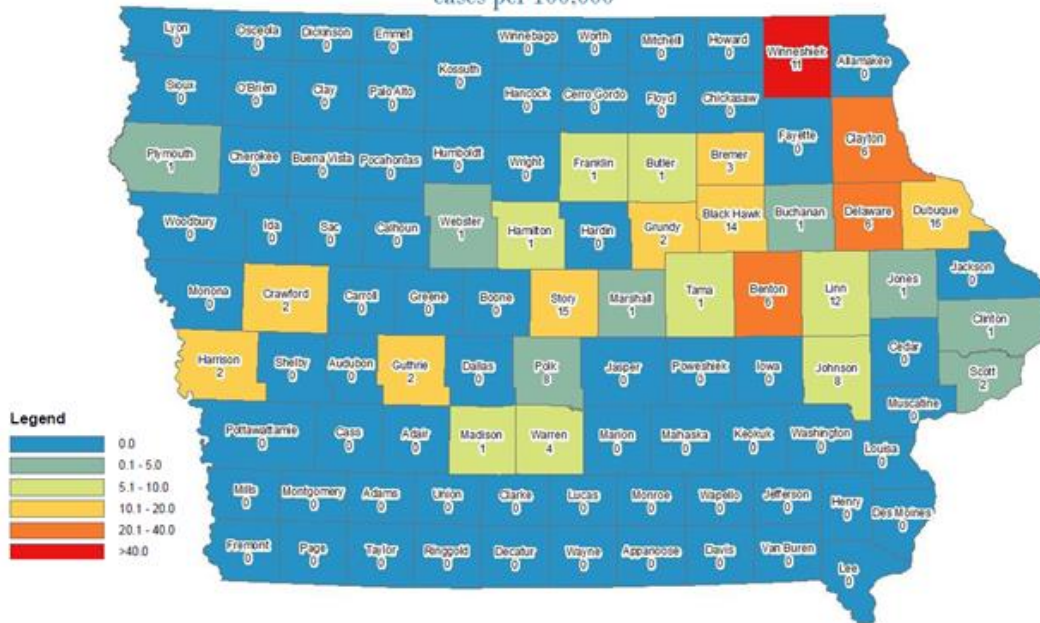 cases per 100,000
Lyon
0
Osceola
0
Dickinson
0
Emmet
0
Winnebago
0
Worth
0
Mitchell
0
Howard
0
Winneshiek
11
Allamakee
0
Kossuth
0
Sioux
0
O'Brien
0
Clay
0
Palo Alto
0
Hancock
0
Cerro Gordo
0
Floyd
0
Chickasaw
0
Fayette
0
Clayton
6
Plymouth
1
Cherokee
0
Buena Vista
0
Pocahontas
0
Humboldt
0
Wright
0
Franklin
1
Butler
1
Bremer
3
Woodbury
0
Ida
0
Sac
0
Calhoun
0
Webster
1
Hamilton
1
Hardin
0
Grundy
2
Black Hawk
14
Buchanan
1
Delaware
6
Dubuque
16
Monona
0
Crawford
2
Carroll
0
Greene
0
Boone
0
Story
15
Marshall
1
Tama
1
Benton
6
Linn
12
Jones
1
Jackson
0
Clinton
1
Harrison
2
Shelby
0
Audubon
0
Guthrie
2
Dallas
0
Polk
8
Jasper
0
Poweshiek
0
Iowa
0
Johnson
8
Cedar
0
Scott
2
Muscatine
0
Pottawattamie
0
Cass
0
Adair
0
Madison
1
Warren
4
Marion
0
Mahaska
0
Keokuk
0
Washington
0
Louisa
0
Mills
0
Montgomery
0
Adams
0
Union
0
Clarke
0
Lucas
0
Monroe
0
Wapello
0
Jefferson
0
Henry
0
Des Moines
0
Fremont
0
Page
0
Taylor
0
Ringgold
0
Decatur
0
Wayne
0
Appanoose
0
Davis
0
Van Buren
0
Lee
0
Legend
0.0
0.1 - 5.0
5.1 - 10.0
10.1 - 20.0
20.1 - 40.0
>40.0